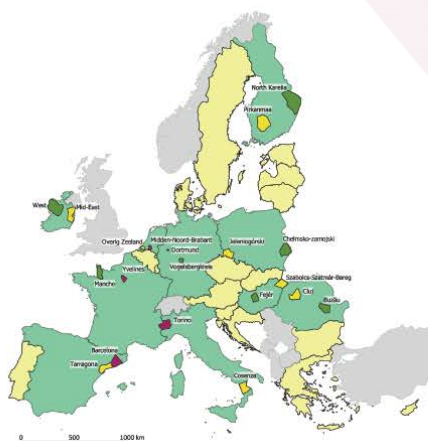 North Karelia
Pirkanmaa
West
Mid-East
Overig Zeeland
Midden-Noord-Brabant
Dortmund
Vogelsbergkreis
Jeleniogórski
Chelmsko-zamojski
Manche
Yvelines
Szabolcs-Szatmár-Bereg
Fejér
Cluj
Buzău
Torino
Barcelona
Tarragona
Cosenza
0 500 1000 km